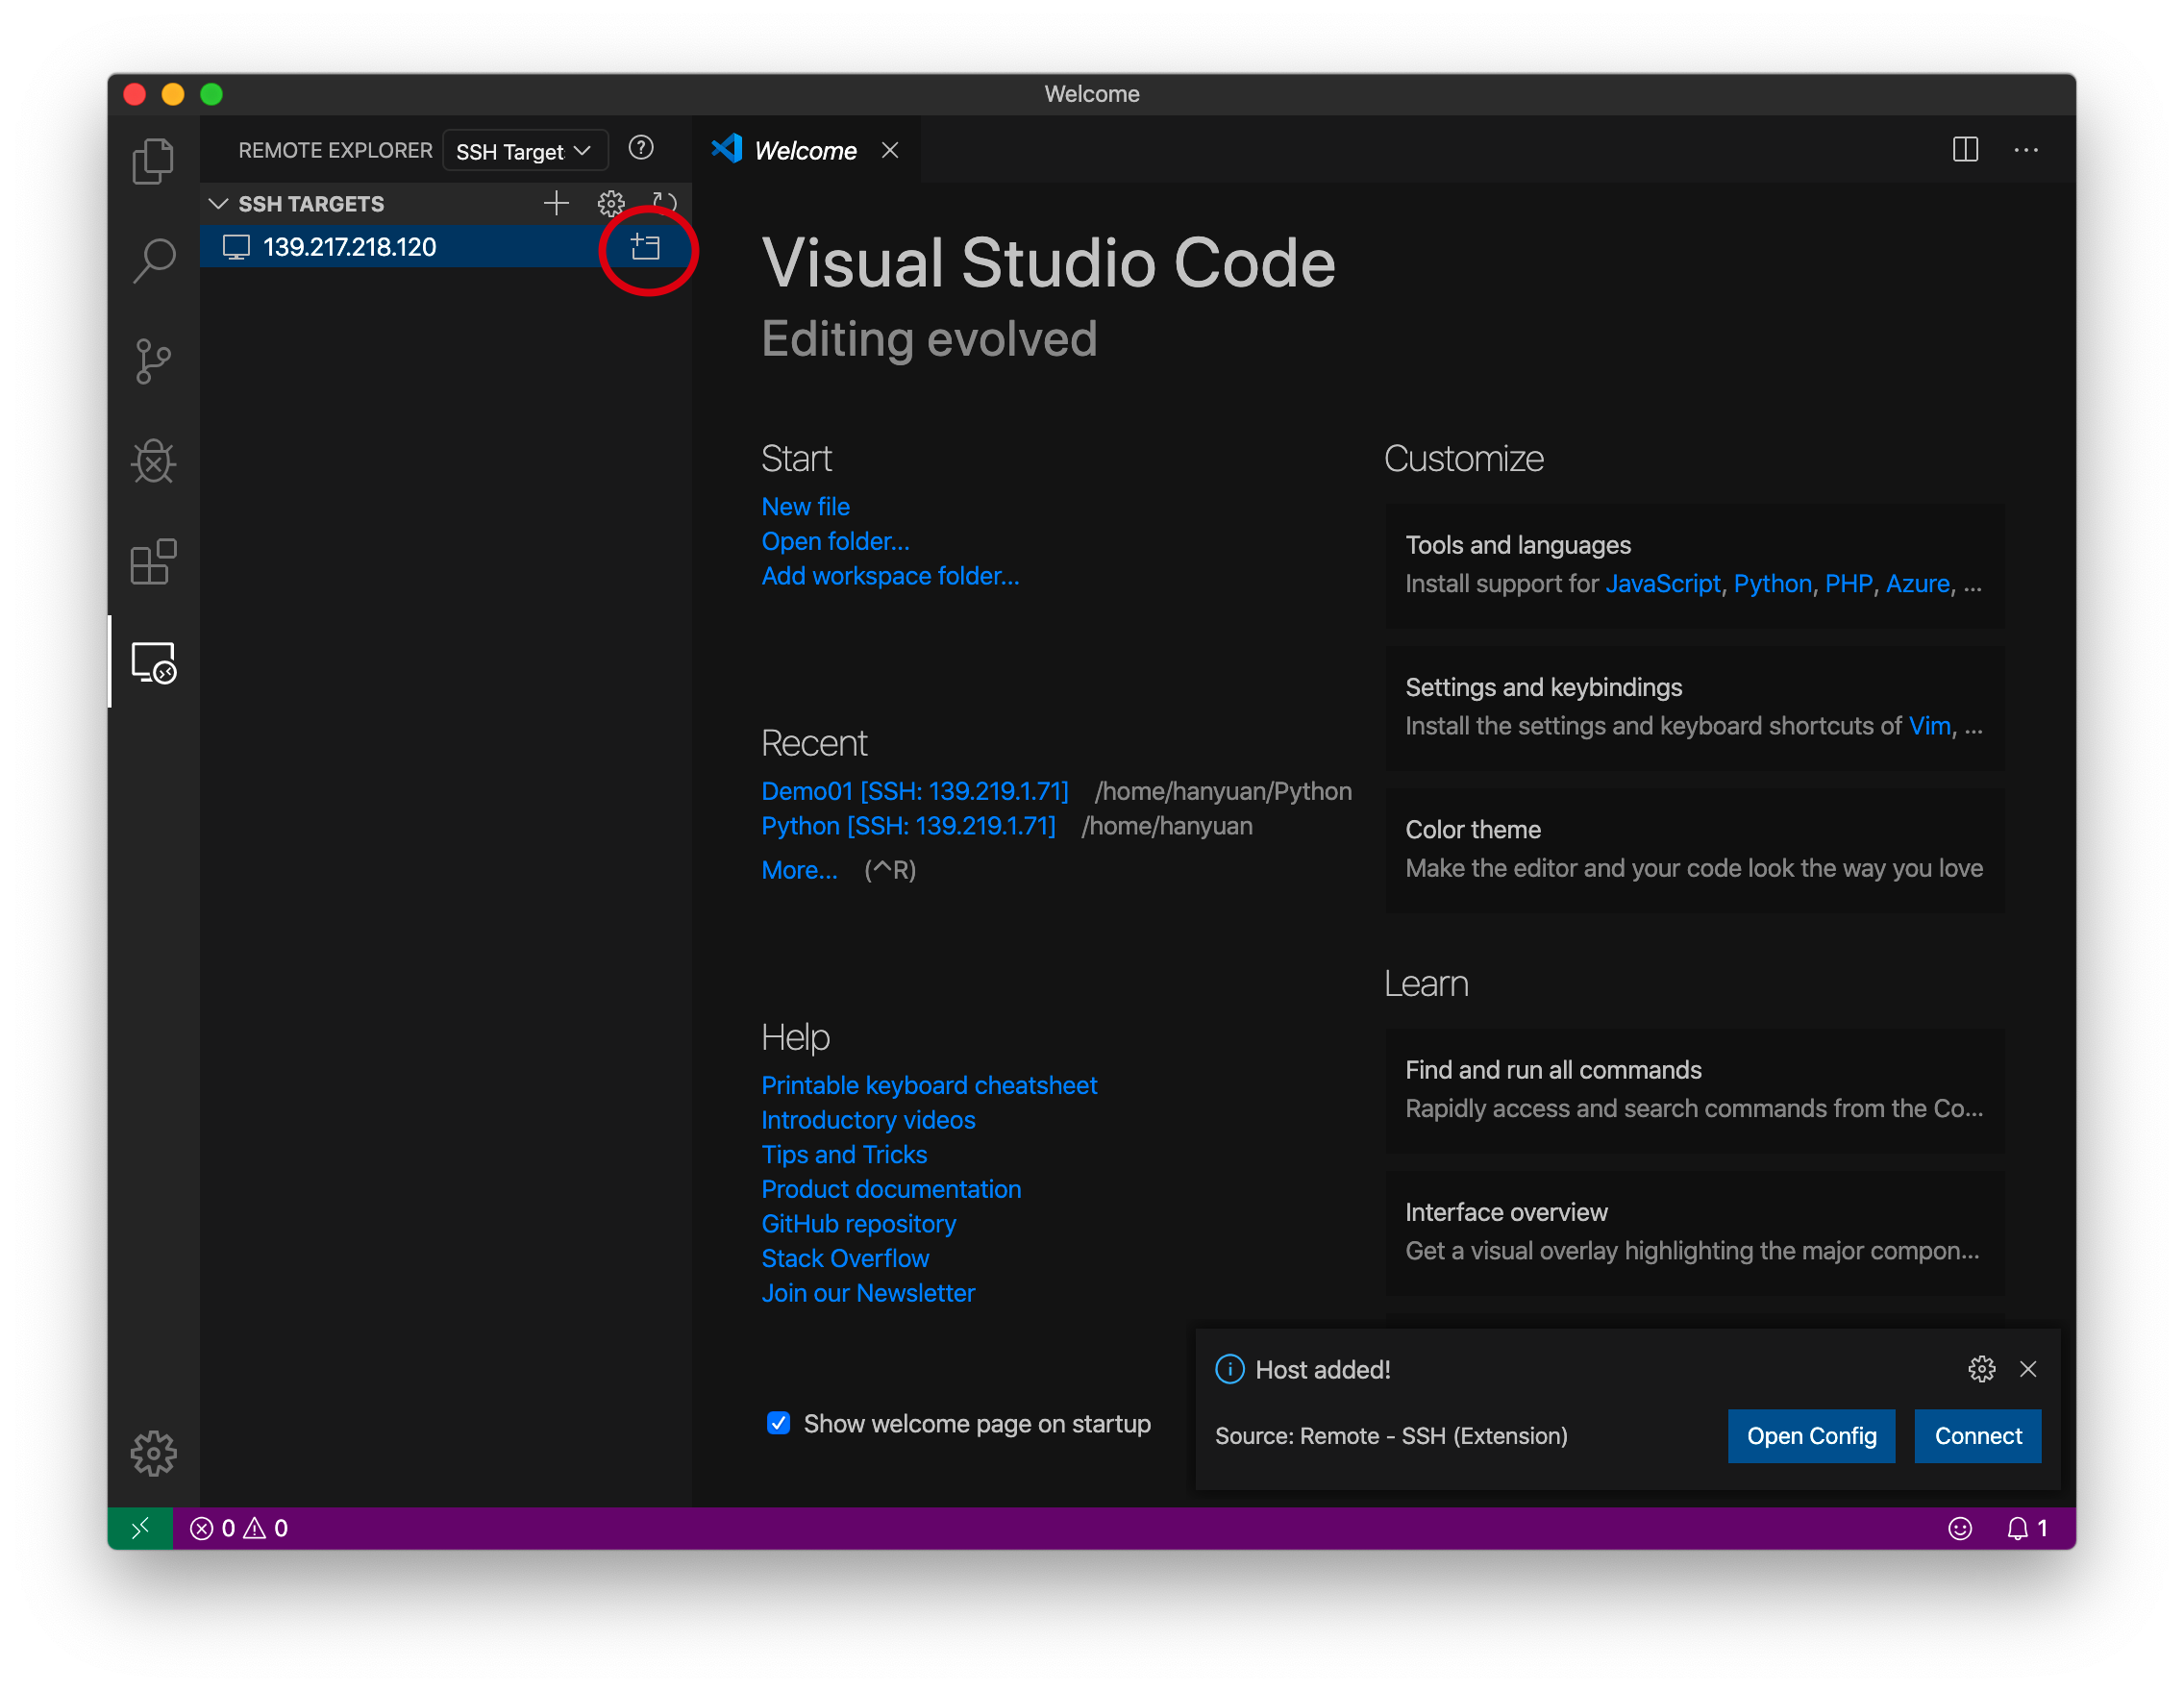 Welcome
REMOTE EXPLORER
SSH Target
Welcome
SSH TARGETS
139.217.218.120
Visual Studio Code
Editing evolved
Start
New file
Open folder...
Add workspace folder...
Recent
Demo01 [SSH: 139.219.1.71] /home/hanyuan/Python
Python [SSH: 139.219.1.71] /home/hanyuan
More... (^R)
Help
Printable keyboard cheatsheet
Introductory videos
Tips and Tricks
Product documentation
GitHub repository
Stack Overflow
Join our Newsletter
Show welcome page on startup
Customize
Tools and languages
Install support for JavaScript, Python, PHP, Azure, ...
Settings and keybindings
Install the settings and keyboard shortcuts of Vim, ...
Color theme
Make the editor and your code look the way you love
Learn
Find and run all commands
Rapidly access and search commands from the Co...
Interface overview
Get a visual overlay highlighting the major compon...
Host added!
Source: Remote - SSH (Extension)
Open Config
Connect
0 0
1